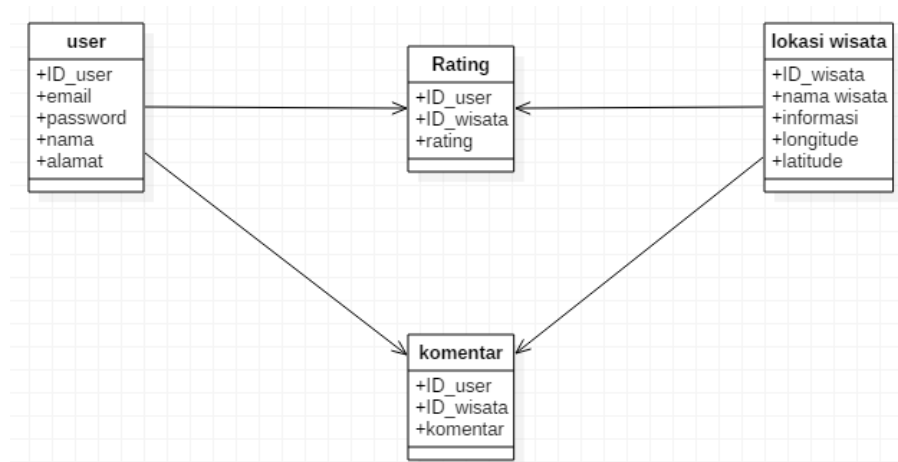 user
+ID_user
+email
+password
+nama
+alamat
Rating
+ID_user
+ID_wisata
+rating
lokasi wisata
+ID_wisata
+nama wisata
+informasi
+longitude
+latitude
komentar
+ID_user
+ID_wisata
+komentar